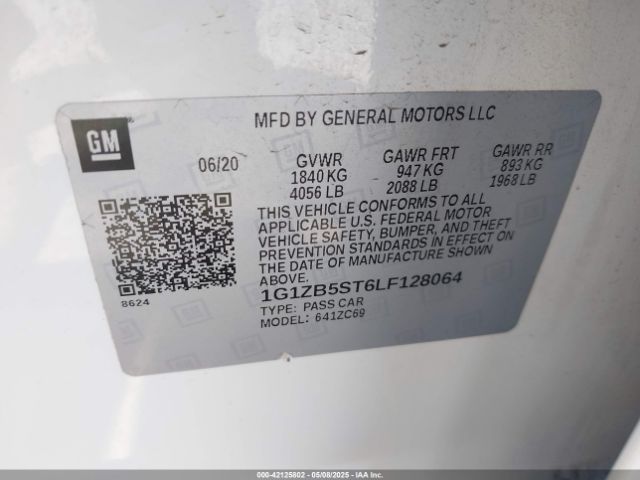 GM
MFD BY GENERAL MOTORS LLC
06/20
GVWR
1840 KG
4056 LB
GAWR FRT
947 KG
2088 LB
GAWR RR
893 KG
1968 LB
THIS VEHICLE CONFORMS TO ALL
APPLICABLE U.S. FEDERAL MOTOR
VEHICLE SAFETY, BUMPER, AND THEFT
PREVENTION STANDARDS IN EFFECT ON
THE DATE OF MANUFACTURE SHOWN
ABOVE.
8624
1G1ZB5ST6LF128064
TYPE: PASS CAR
MODEL: 641ZC69
000-42125802 - 05/08/2025 - IAAI, Inc.